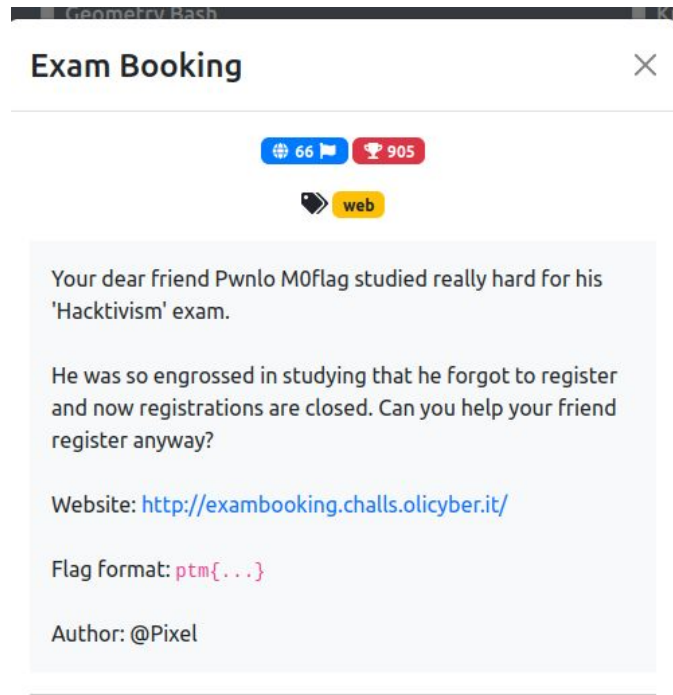 Geometry Bash
K
Exam Booking
66
905
web
Your dear friend Pwnlo M0flag studied really hard for his
'Hacktivism' exam.
He was so engrossed in studying that he forgot to register
and now registrations are closed. Can you help your friend
register anyway?
Website: http://exambooking.challs.olicyber.it/
Flag format: ptm{...}
Author: @Pixel